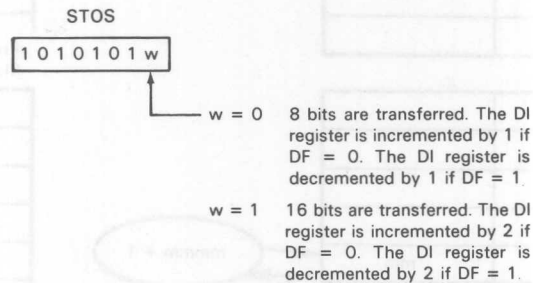 STOS
1 0 1 0 1 0 1 w
w = 0 8 bits are transferred. The DI
register is incremented by 1 if
DF = 0. The DI register is
decremented by 1 if DF = 1.
w = 1 16 bits are transferred. The DI
register is incremented by 2 if
DF = 0. The DI register is
decremented by 2 if DF = 1.